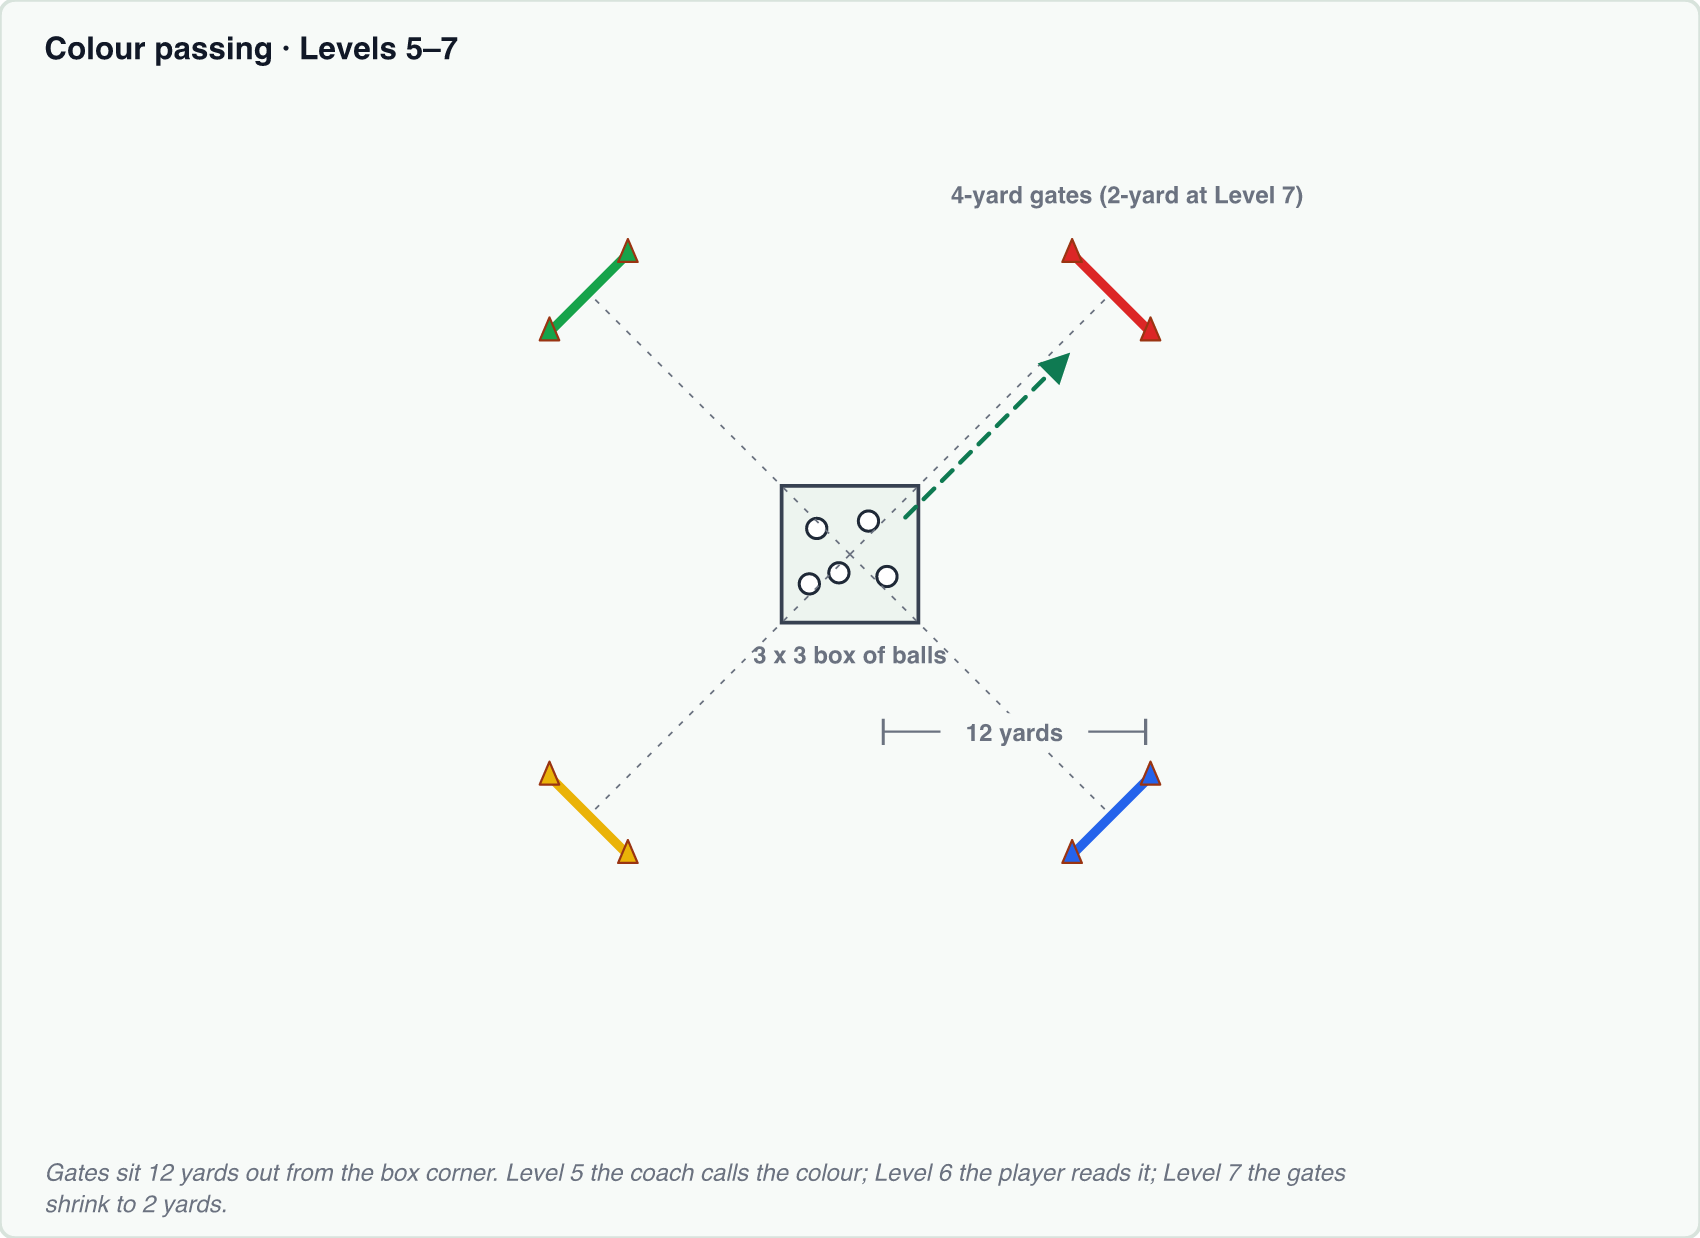 Colour passing · Levels 5–7
4-yard gates (2-yard at Level 7)
3 x 3 box of balls
12 yards
Gates sit 12 yards out from the box corner. Level 5 the coach calls the colour; Level 6 the player reads it; Level 7 the gates
shrink to 2 yards.